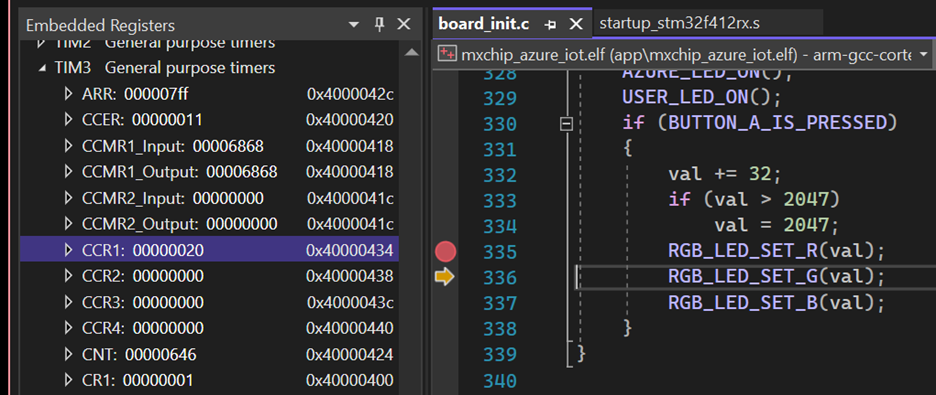 Embedded Registers
TIM2 General purpose timers
TIM3 General purpose timers
ARR: 000007ff 0x4000042c
CCER: 00000011 0x40000420
CCMR1_Input: 00006868 0x40000418
CCMR1_Output: 00006868 0x40000418
CCMR2_Input: 00000000 0x4000041c
CCMR2_Output: 00000000 0x4000041c
CCR1: 00000020 0x40000434
CCR2: 00000000 0x40000438
CCR3: 00000000 0x4000043c
CCR4: 00000000 0x40000440
CNT: 00000646 0x40000424
CR1: 00000001 0x40000400
board_init.c startup_stm32f412rx.s
mxchip_azure_iot.elf (app\mxchip_azure_iot.elf) - arm-gcc-corte
328 AZURE_LED_ON();
329 USER_LED_ON();
330 if (BUTTON_A_IS_PRESSED)
331 {
332 val += 32;
333 if (val > 2047)
334 val = 2047;
335 RGB_LED_SET_R(val);
336 RGB_LED_SET_G(val);
337 RGB_LED_SET_B(val);
338 }
339 }
340